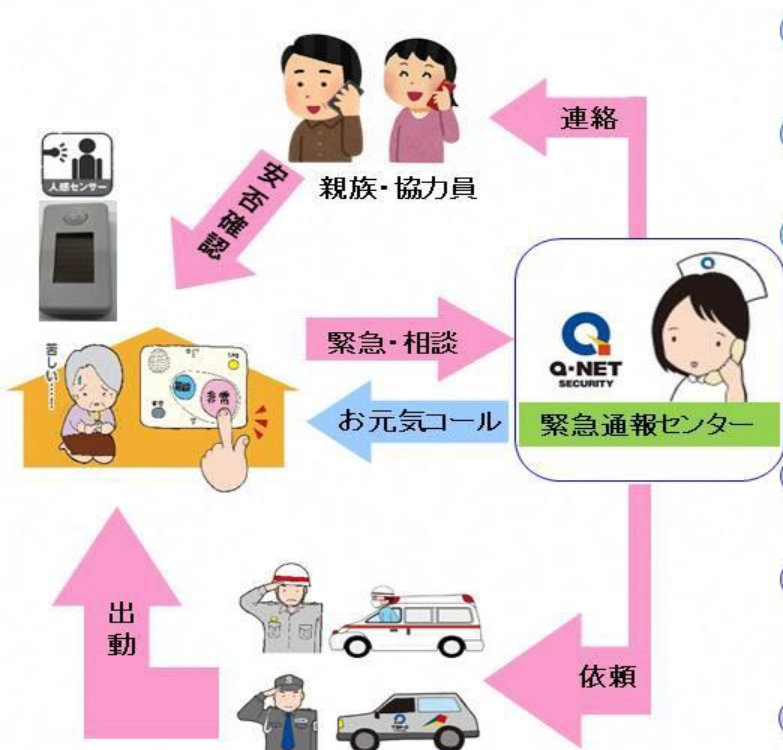 連絡
人感センサー
親族・協力員
安否確認
緊急・相談
Q-NET
SECURITY
苦しい…!
非常
お元気コール
緊急通報センター
出動
依頼